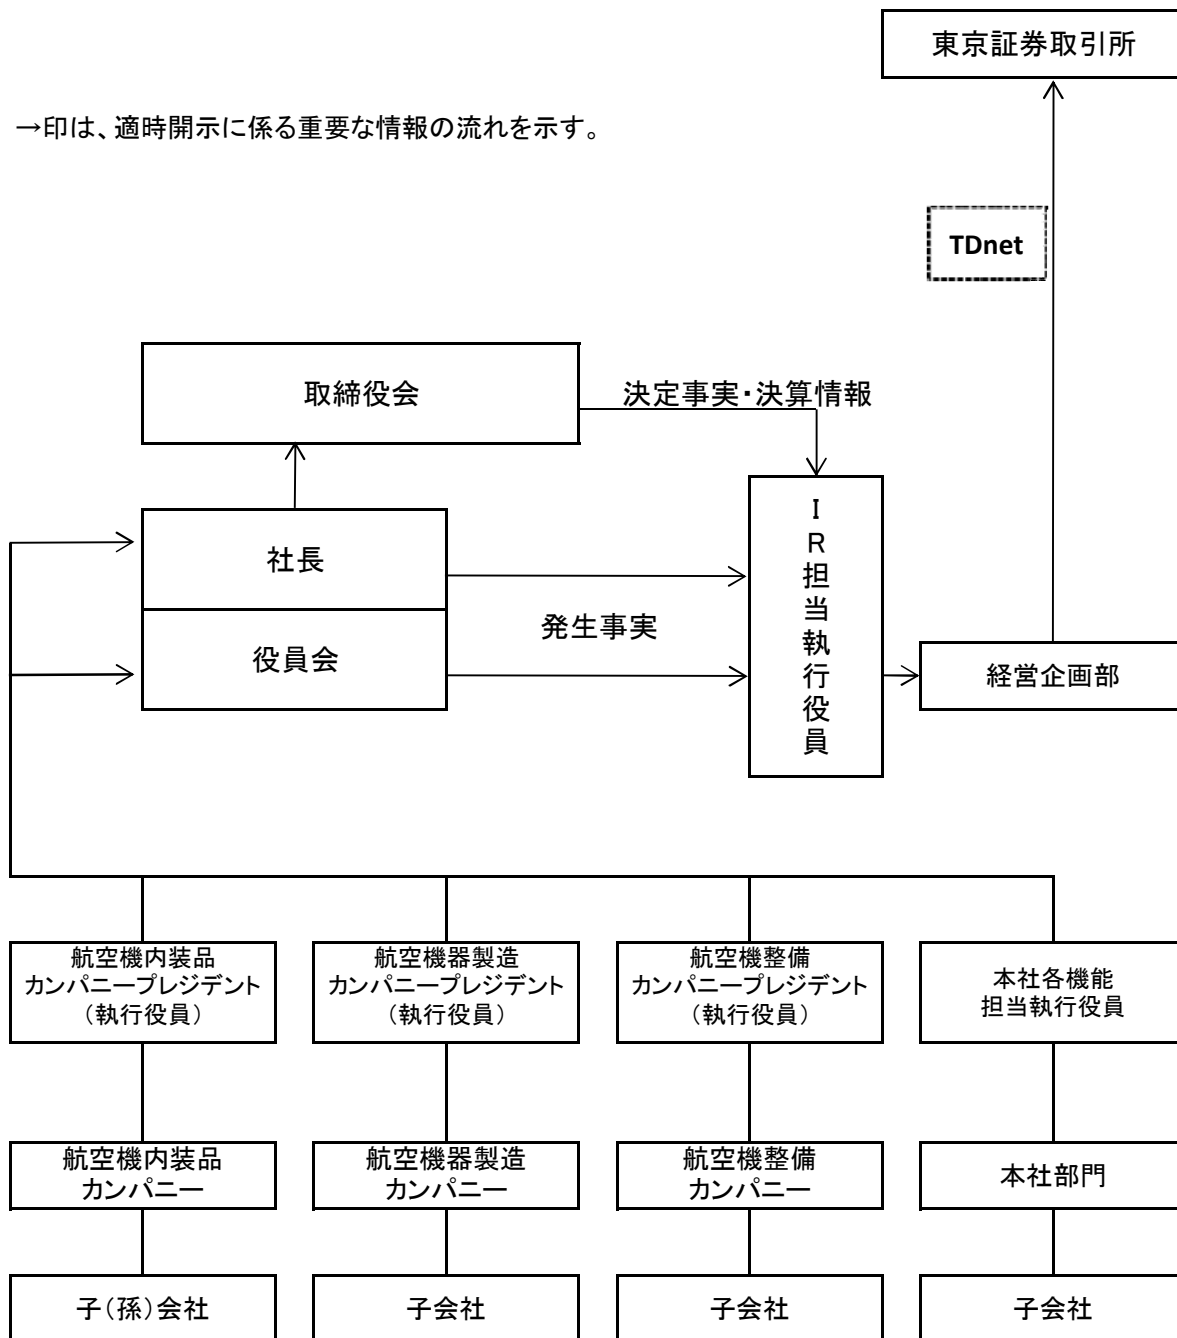 東京証券取引所
→印は、適時開示に係る重要な情報の流れを示す。
TDnet
取締役会
決定事実・決算情報
社長
役員会
発生事実
I
R
担
当
執
行
役
員
経営企画部
航空機内装品
カンパニープレジデント
（執行役員）
航空機器製造
カンパニープレジデント
（執行役員）
航空機整備
カンパニープレジデント
（執行役員）
本社各機能
担当執行役員
航空機内装品
カンパニー
航空機器製造
カンパニー
航空機整備
カンパニー
本社部門
子（孫）会社
子会社
子会社
子会社